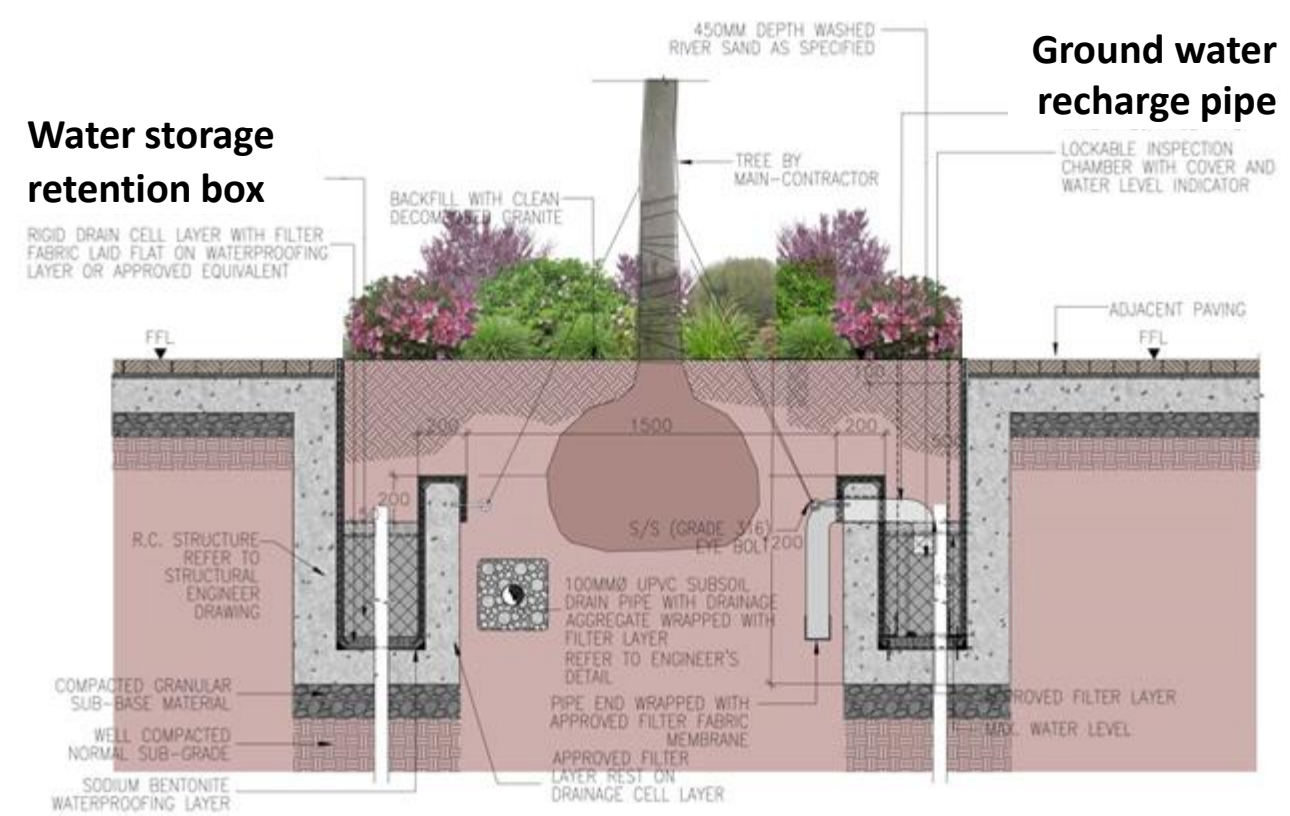 450MM DEPTH WASHED
RIVER SAND AS SPECIFIED
Ground water
recharge pipe
Water storage
retention box
LOCKABLE INSPECTION
CHAMBER WITH COVER AND
WATER LEVEL INDICATOR
TREE BY
MAIN-CONTRACTOR
BACKFILL WITH CLEAN
DECOMPOSED GRANITE
RIGID DRAIN CELL LAYER WITH FILTER
FABRIC LAID FLAT ON WATERPROOFING
LAYER OR APPROVED EQUIVALENT
ADJACENT PAVING
FFL
FFL
200
1500
200
200
S/S (GRADE 316)
EYE BOLT
200
R.C. STRUCTURE
REFER TO
STRUCTURAL
ENGINEER
DRAWING
100MMØ UPVC SUBSOIL
DRAIN PIPE WITH DRAINAGE
AGGREGATE WRAPPED WITH
FILTER LAYER
REFER TO ENGINEER'S
DETAIL
COMPACTED GRANULAR
SUB-BASE MATERIAL
PIPE END WRAPPED WITH
APPROVED FILTER FABRIC
MEMBRANE
APPROVED FILTER LAYER
MAX. WATER LEVEL
WELL COMPACTED
NORMAL SUB-GRADE
APPROVED FILTER
LAYER REST ON
DRAINAGE CELL LAYER
SODIUM BENTONITE
WATERPROOFING LAYER